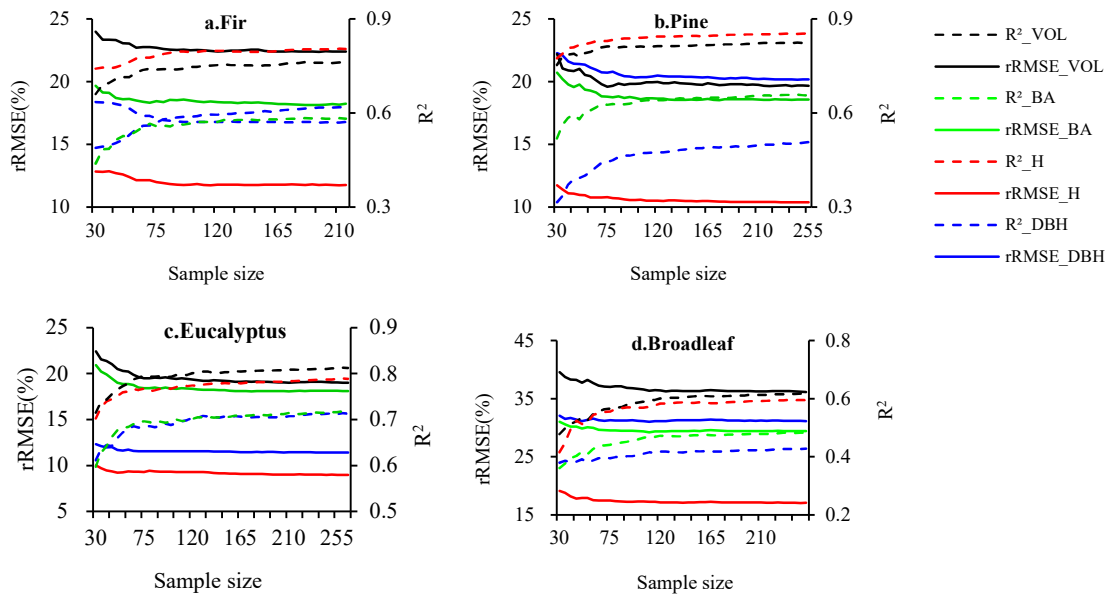 a.Fir
25
20
15
10
0.9
0.6
0.3
rRMSE(%)
R²
30 75 120 165 210
Sample size
b.Pine
25
20
15
10
0.9
0.6
0.3
rRMSE(%)
R²
30 75 120 165 210 255
Sample size
R²_VOL
rRMSE_VOL
R²_BA
rRMSE_BA
R²_H
rRMSE_H
R²_DBH
rRMSE_DBH
c.Eucalyptus
25
20
15
10
5
0.9
0.8
0.7
0.6
0.5
rRMSE(%)
R²
30 75 120 165 210 255
Sample size
d.Broadleaf
45
35
25
15
0.8
0.6
0.4
0.2
rRMSE(%)
R²
30 75 120 165 210
Sample size